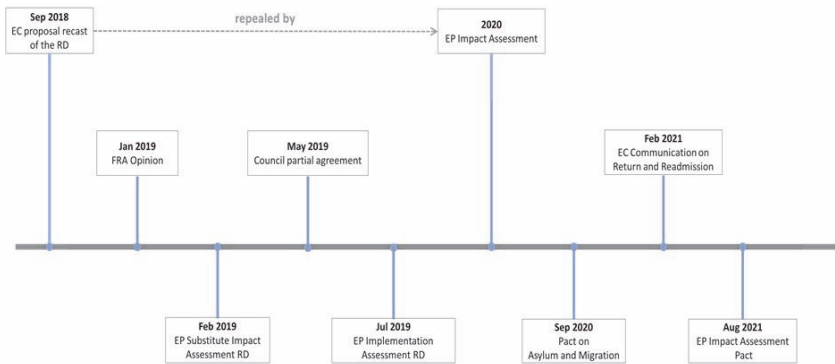 Sep 2018
EC proposal recast
of the RD
repealed by
2020
EP Impact Assessment
Jan 2019
FRA Opinion
May 2019
Council partial agreement
Feb 2021
EC Communication on
Return and Readmission
Feb 2019
EP Substitute Impact
Assessment RD
Jul 2019
EP Implementation
Assessment RD
Sep 2020
Pact on
Asylum and Migration
Aug 2021
EP Impact Assessment
Pact